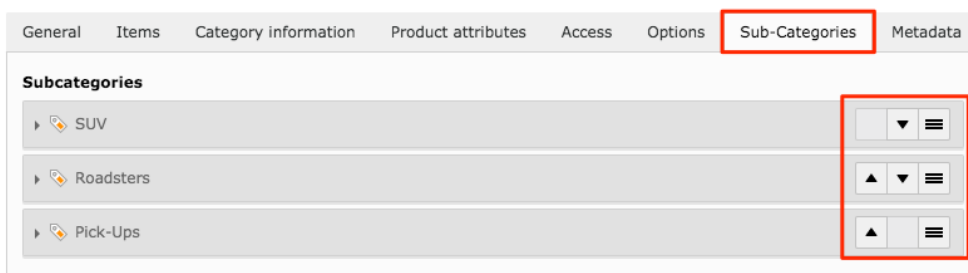 General Items Category information Product attributes Access Options Sub-Categories Metadata
Subcategories
SUV
Roadsters
Pick-Ups